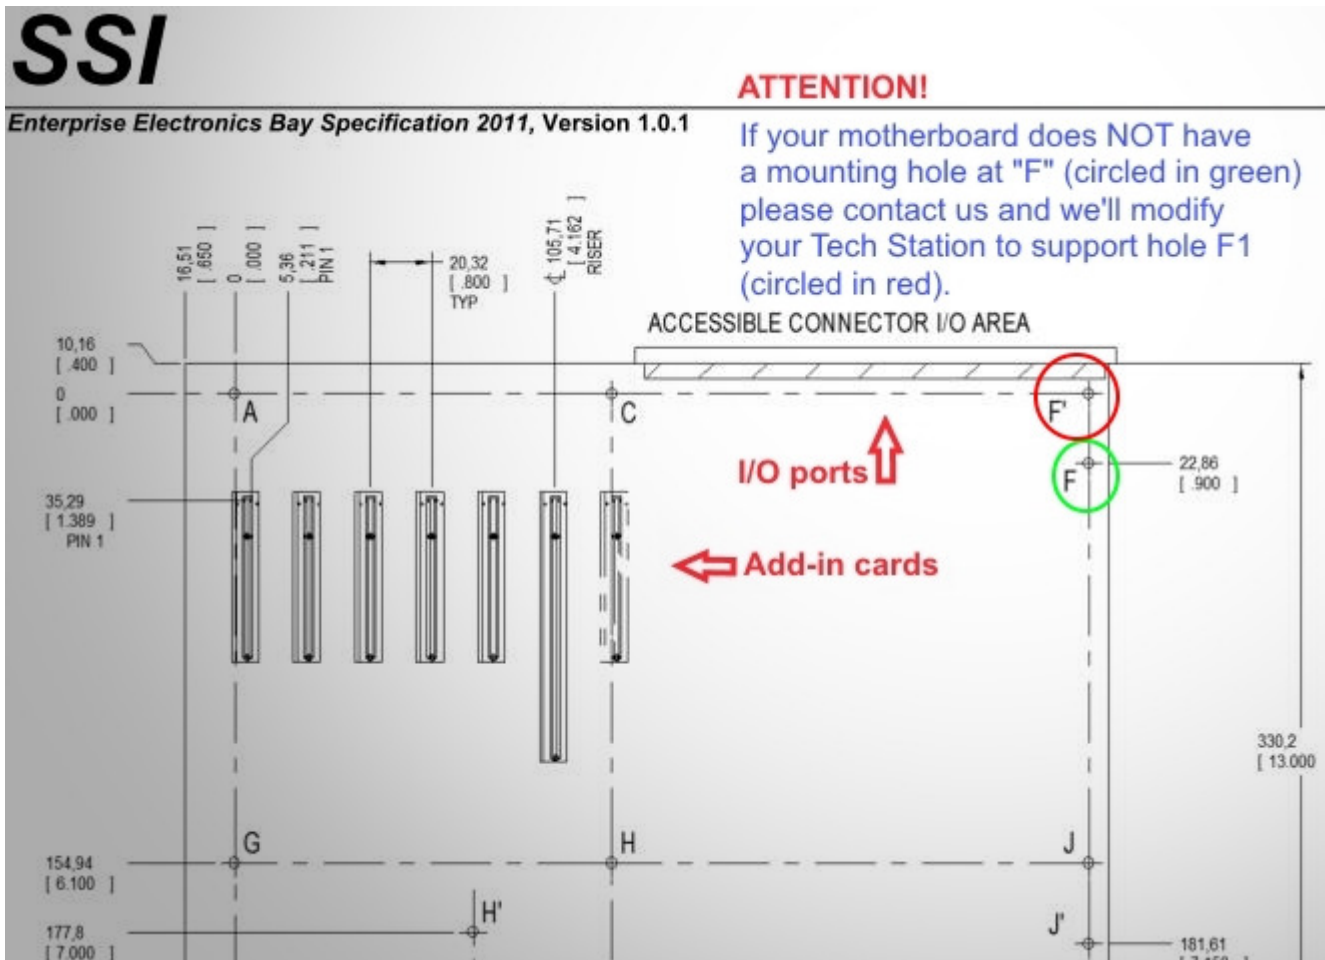 SSI
Enterprise Electronics Bay Specification 2011, Version 1.0.1
ATTENTION!
If your motherboard does NOT have
a mounting hole at "F" (circled in green)
please contact us and we'll modify
your Tech Station to support hole F1
(circled in red).
16,51
[ .650 ]
0
[ .000 ]
5,36
[ .211 ]
PIN 1
20,32
[ .800 ]
TYP
℄ 105,71
[ 4.162 ]
RISER
ACCESSIBLE CONNECTOR I/O AREA
10,16
[ .400 ]
0
[ .000 ]
A
C
F'
I/O ports
F
22,86
[ .900 ]
35,29
[ 1.389 ]
PIN 1
Add-in cards
330,2
[ 13.000
G
H
J
154,94
[ 6.100 ]
H'
J'
177,8
[ 7.000 ]
181,61